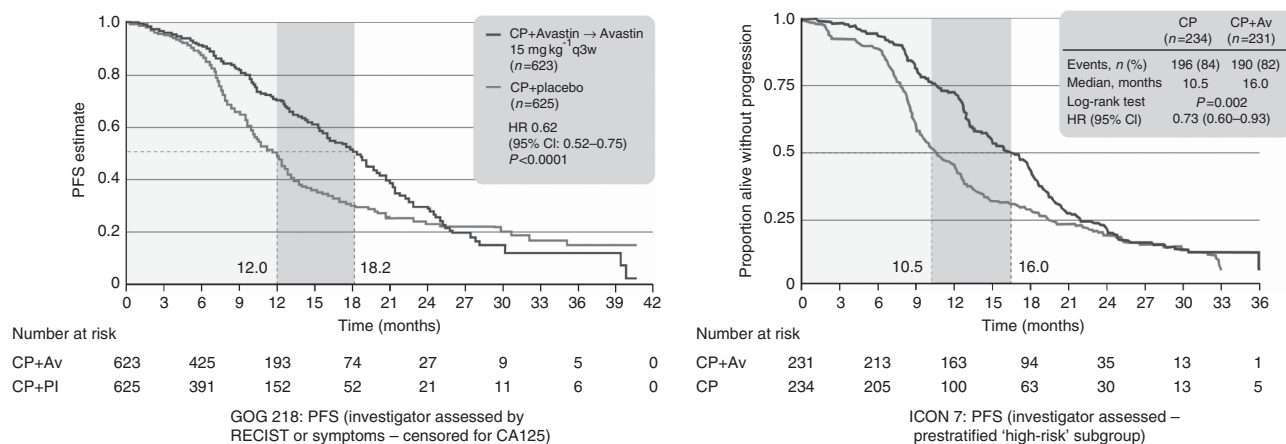 1.0
0.8
0.6
0.4
0.2
0
PFS estimate
CP+Avastin → Avastin
15 mg kg⁻¹q3w
(n=623)
CP+placebo
(n=625)
HR 0.62
(95% CI: 0.52–0.75)
P<0.0001
12.0
18.2
0 3 6 9 12 15 18 21 24 27 30 33 36 39 42
Time (months)
Number at risk
CP+Av 623 425 193 74 27 9 5 0
CP+PI 625 391 152 52 21 11 6 0
GOG 218: PFS (investigator assessed by
RECIST or symptoms – censored for CA125)
1.00
0.75
0.5
0.25
0
Proportion alive without progression
CP CP+Av
(n=234) (n=231)
Events, n (%) 196 (84) 190 (82)
Median, months 10.5 16.0
Log-rank test P=0.002
HR (95% CI) 0.73 (0.60–0.93)
10.5
16.0
0 3 6 9 12 15 18 21 24 27 30 33 36
Time (months)
Number at risk
CP+Av 231 213 163 94 35 13 1
CP 234 205 100 63 30 13 5
ICON 7: PFS (investigator assessed –
prestratified ‘high-risk’ subgroup)